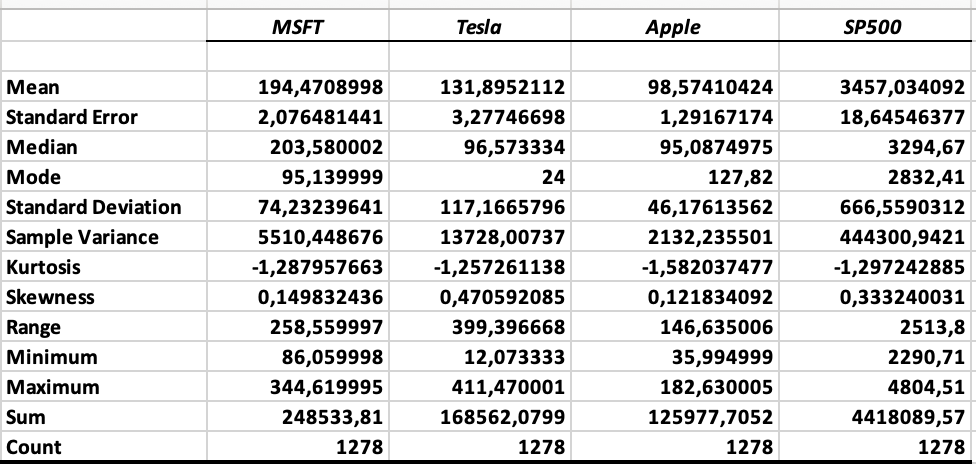 MSFT Tesla Apple SP500
Mean 194,4708998 131,8952112 98,57410424 3457,034092
Standard Error 2,076481441 3,27746698 1,29167174 18,64546377
Median 203,580002 96,573334 95,0874975 3294,67
Mode 95,139999 24 127,82 2832,41
Standard Deviation 74,23239641 117,1665796 46,17613562 666,5590312
Sample Variance 5510,448676 13728,00737 2132,235501 444300,9421
Kurtosis -1,287957663 -1,257261138 -1,582037477 -1,297242885
Skewness 0,149832436 0,470592085 0,121834092 0,333240031
Range 258,559997 399,396668 146,635006 2513,8
Minimum 86,059998 12,073333 35,994999 2290,71
Maximum 344,619995 411,470001 182,630005 4804,51
Sum 248533,81 168562,0799 125977,7052 4418089,57
Count 1278 1278 1278 1278